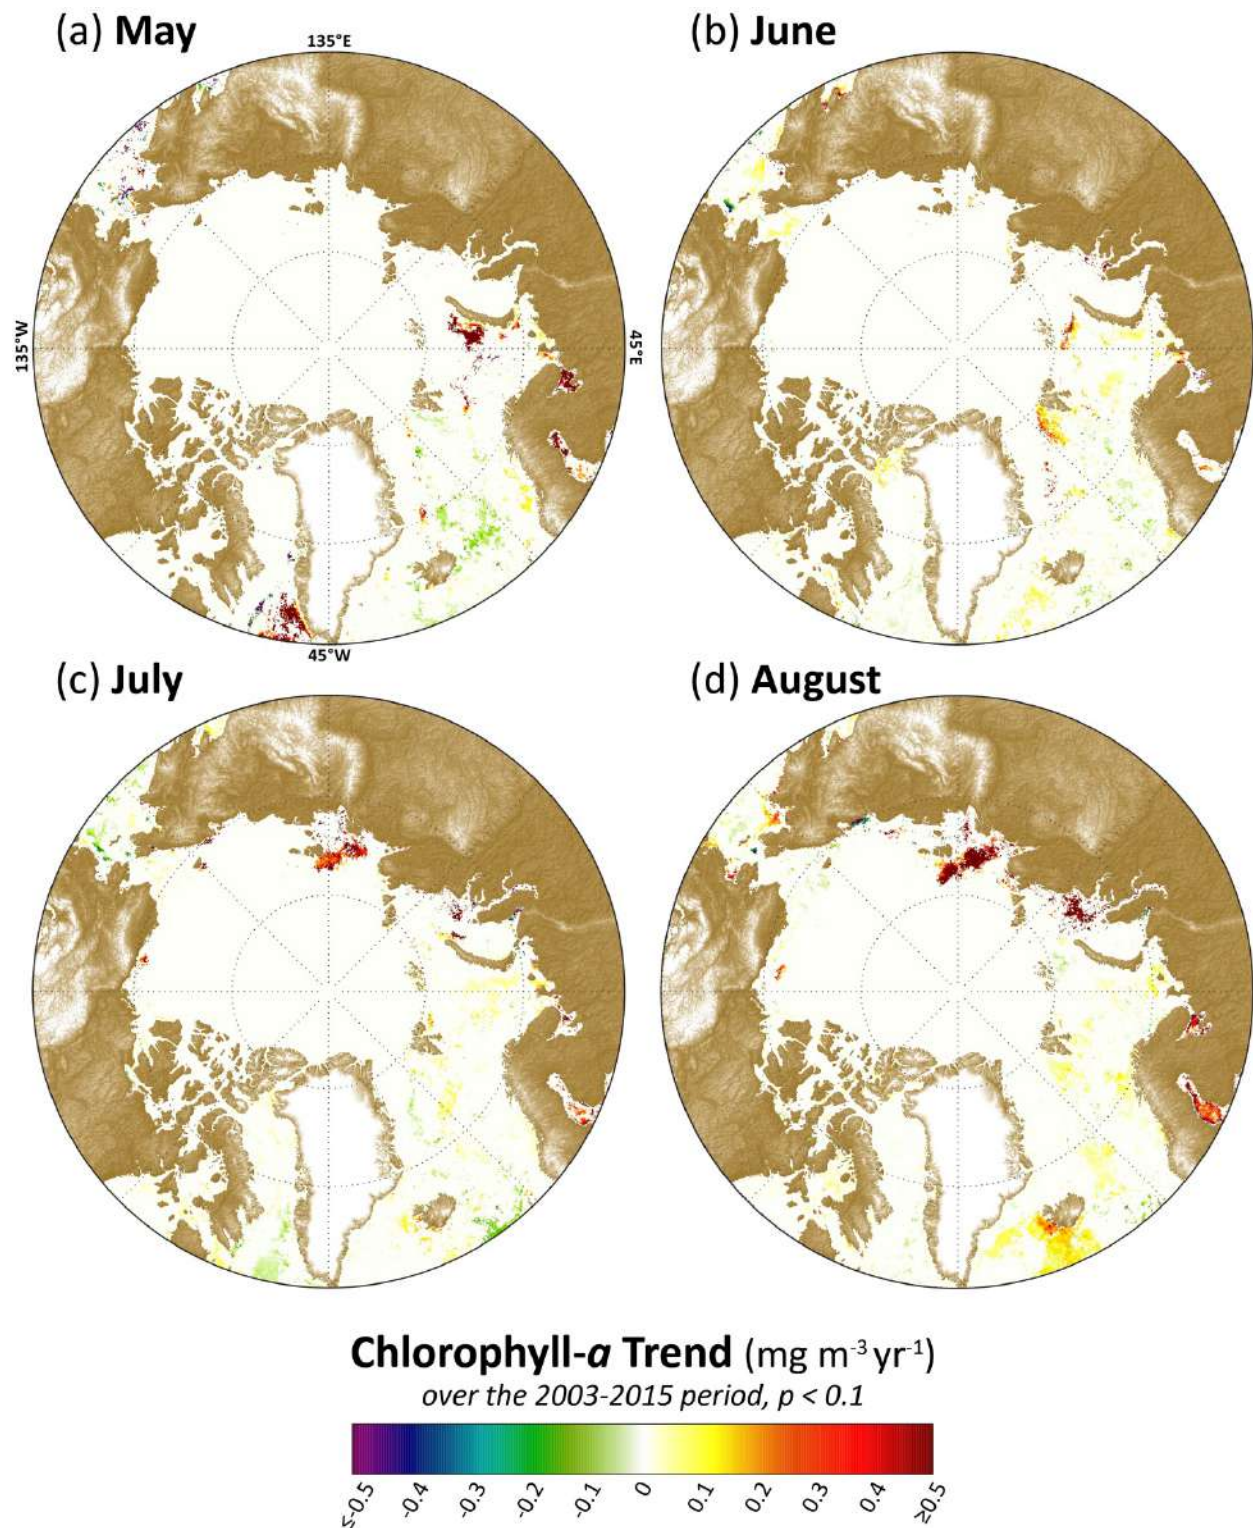 (a) May
135°E
(b) June
135°W
45°E
45°W
(c) July
(d) August
Chlorophyll-a Trend (mg m⁻³ yr⁻¹)
over the 2003-2015 period, p < 0.1
≤-0.5 -0.4 -0.3 -0.2 -0.1 0 0.1 0.2 0.3 0.4 ≥0.5